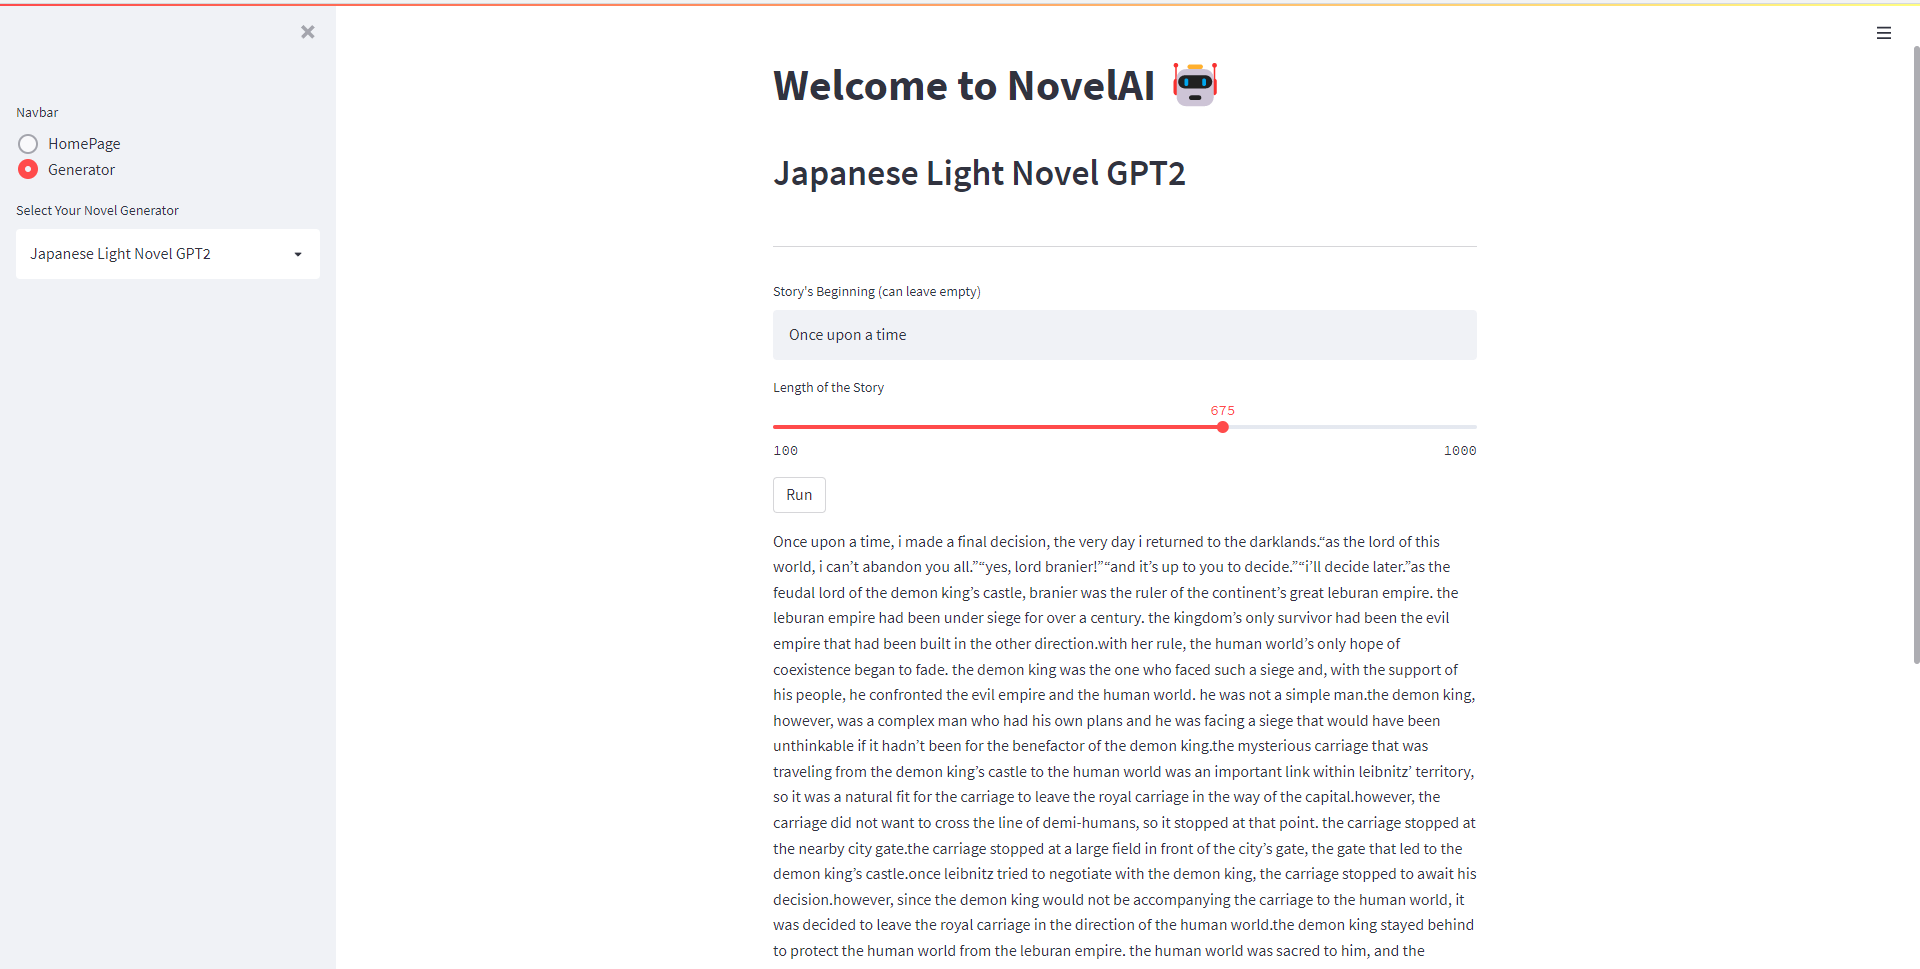 Navbar
HomePage
Generator
Select Your Novel Generator
Japanese Light Novel GPT2
Welcome to NovelAI
Japanese Light Novel GPT2
Story's Beginning (can leave empty)
Once upon a time
Length of the Story
675
100
1000
Run
Once upon a time, i made a final decision, the very day i returned to the darklands.“as the lord of this
world, i can’t abandon you all.”“yes, lord branier!”“and it’s up to you to decide.”“i’ll decide later.”as the
feudal lord of the demon king’s castle, branier was the ruler of the continent’s great leburan empire. the
leburan empire had been under siege for over a century. the kingdom’s only survivor had been the evil
empire that had been built in the other direction.with her rule, the human world’s only hope of
coexistence began to fade. the demon king was the one who faced such a siege and, with the support of
his people, he confronted the evil empire and the human world. he was not a simple man.the demon king,
however, was a complex man who had his own plans and he was facing a siege that would have been
unthinkable if it hadn’t been for the benefactor of the demon king.the mysterious carriage that was
traveling from the demon king’s castle to the human world was an important link within leibnitz’ territory,
so it was a natural fit for the carriage to leave the royal carriage in the way of the capital.however, the
carriage did not want to cross the line of demi-humans, so it stopped at that point. the carriage stopped at
the nearby city gate.the carriage stopped at a large field in front of the city’s gate, the gate that led to the
demon king’s castle.once leibnitz tried to negotiate with the demon king, the carriage stopped to await his
decision.however, since the demon king would not be accompanying the carriage to the human world, it
was decided to leave the royal carriage in the direction of the human world.the demon king stayed behind
to protect the human world from the leburan empire. the human world was sacred to him, and the